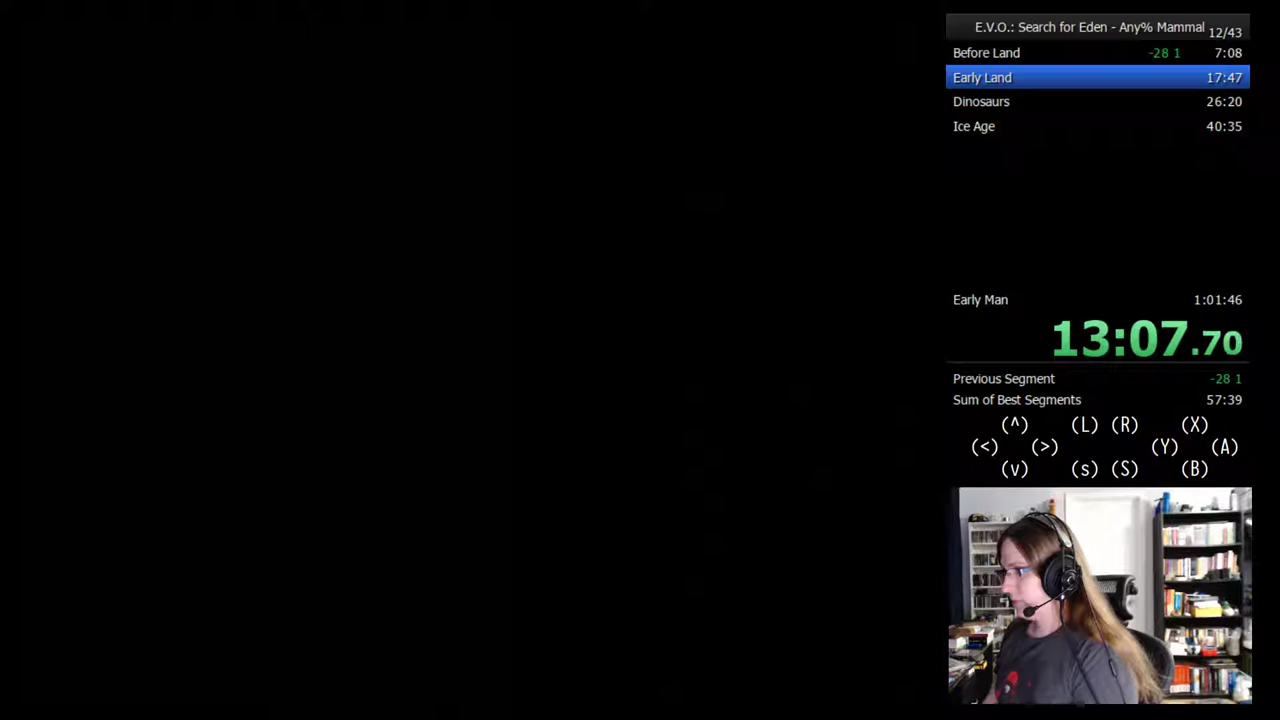 E.V.O.: Search for Eden - Any% Mammal 12/43
Before Land -28 1 7:08
Early Land 17:47
Dinosaurs 26:20
Ice Age 40:35
Early Man 1:01:46
13:07.70
Previous Segment -28 1
Sum of Best Segments 57:39
(^) (L) (R) (X)
(<) (>) (Y) (A)
(v) (s) (S) (B)